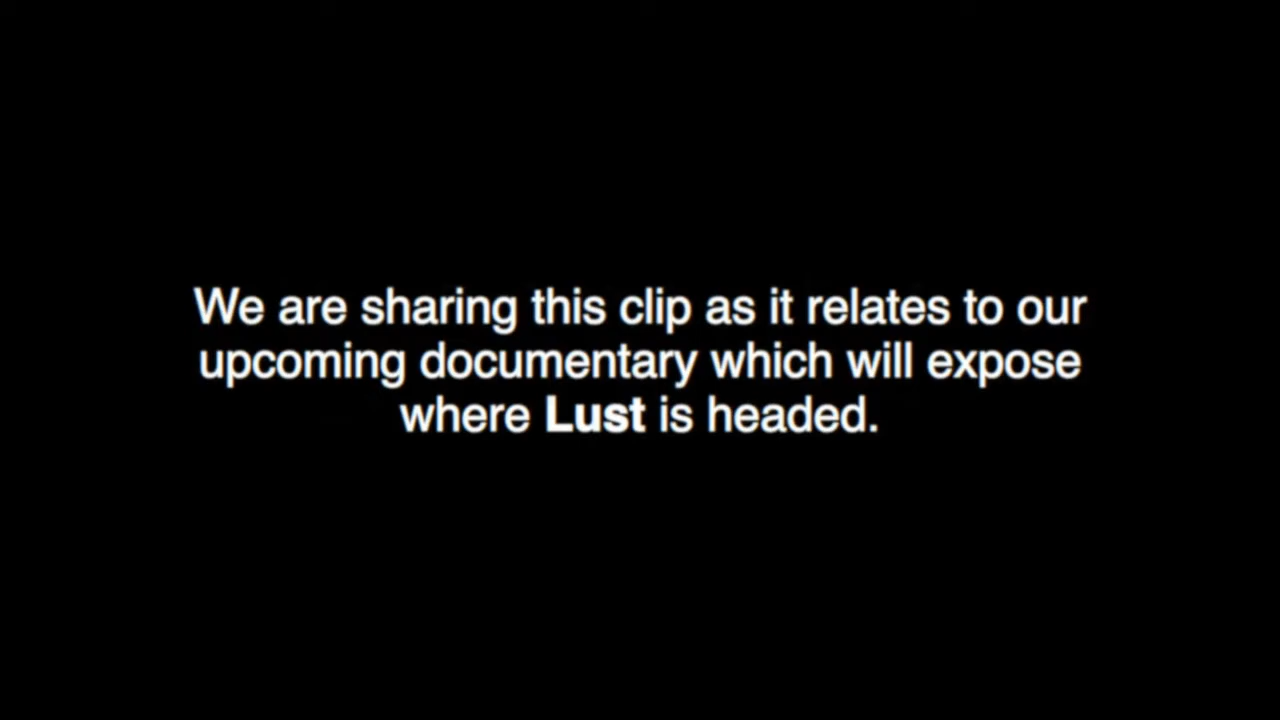 We are sharing this clip as it relates to our
upcoming documentary which will expose
where Lust is headed.